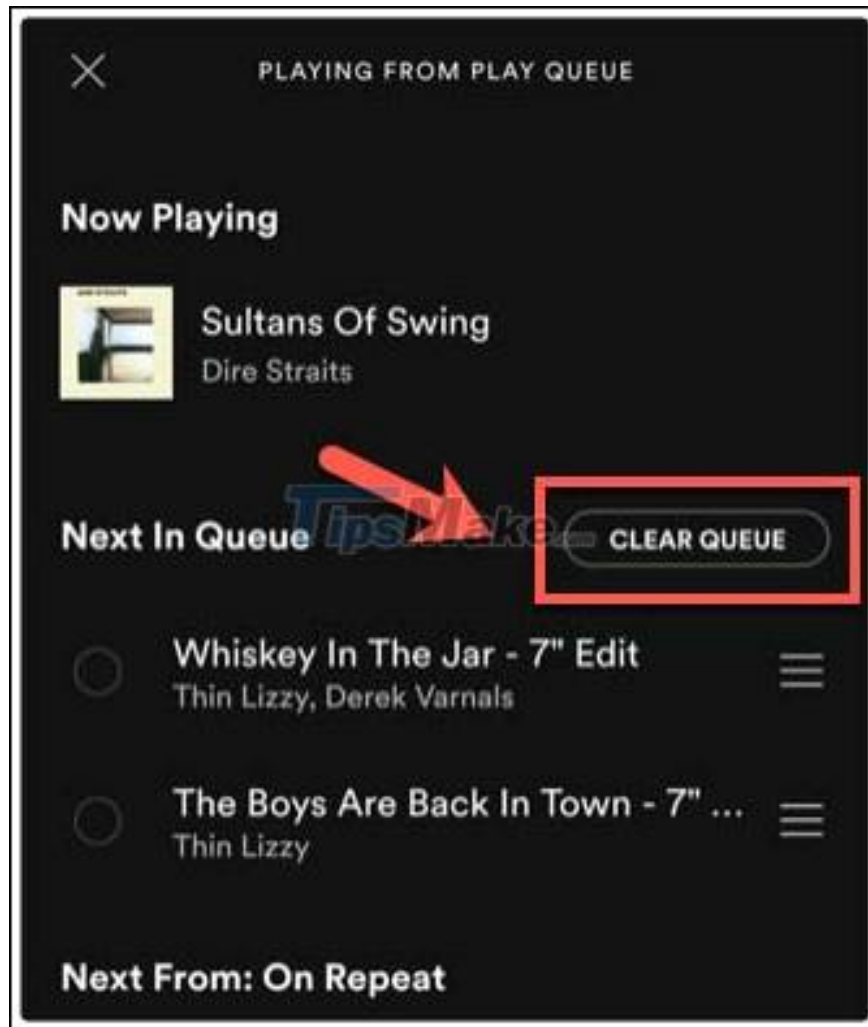 PLAYING FROM PLAY QUEUE
Now Playing
Sultans Of Swing
Dire Straits
TipsMake.com
Next In Queue
CLEAR QUEUE
Whiskey In The Jar - 7" Edit
Thin Lizzy, Derek Varnals
The Boys Are Back In Town - 7" ...
Thin Lizzy
Next From: On Repeat